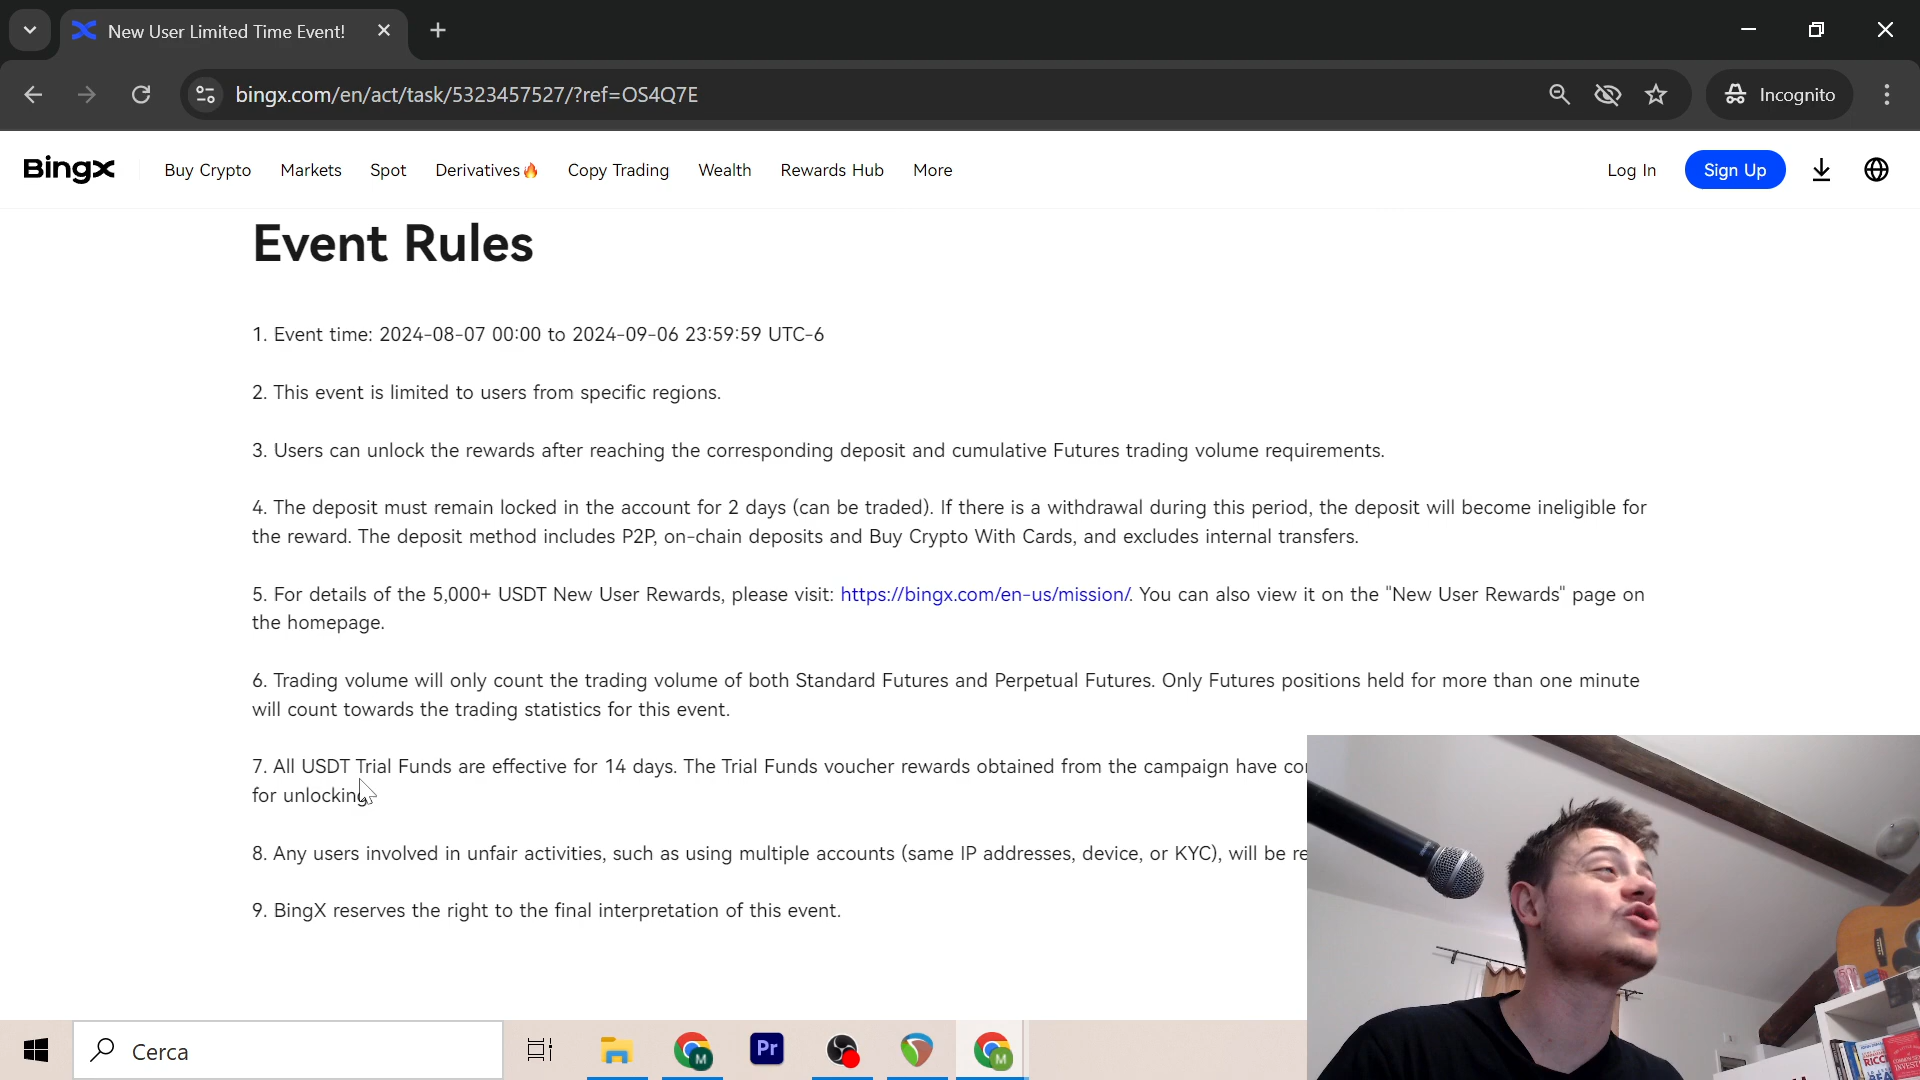 New User Limited Time Event!
bingx.com/en/act/task/5323457527/?ref=OS4Q7E
Incognito
BingX
Buy Crypto
Markets
Spot
Derivatives🔥
Copy Trading
Wealth
Rewards Hub
More
Log In
Sign Up
Event Rules
1. Event time: 2024-08-07 00:00 to 2024-09-06 23:59:59 UTC-6
2. This event is limited to users from specific regions.
3. Users can unlock the rewards after reaching the corresponding deposit and cumulative Futures trading volume requirements.
4. The deposit must remain locked in the account for 2 days (can be traded). If there is a withdrawal during this period, the deposit will become ineligible for
the reward. The deposit method includes P2P, on-chain deposits and Buy Crypto With Cards, and excludes internal transfers.
5. For details of the 5,000+ USDT New User Rewards, please visit: https://bingx.com/en-us/mission/. You can also view it on the "New User Rewards" page on
the homepage.
6. Trading volume will only count the trading volume of both Standard Futures and Perpetual Futures. Only Futures positions held for more than one minute
will count towards the trading statistics for this event.
7. All USDT Trial Funds are effective for 14 days. The Trial Funds voucher rewards obtained from the campaign have
for unlocking
8. Any users involved in unfair activities, such as using multiple accounts (same IP addresses, device, or KYC), will be
9. BingX reserves the right to the final interpretation of this event.
Cerca
M
Pr
M